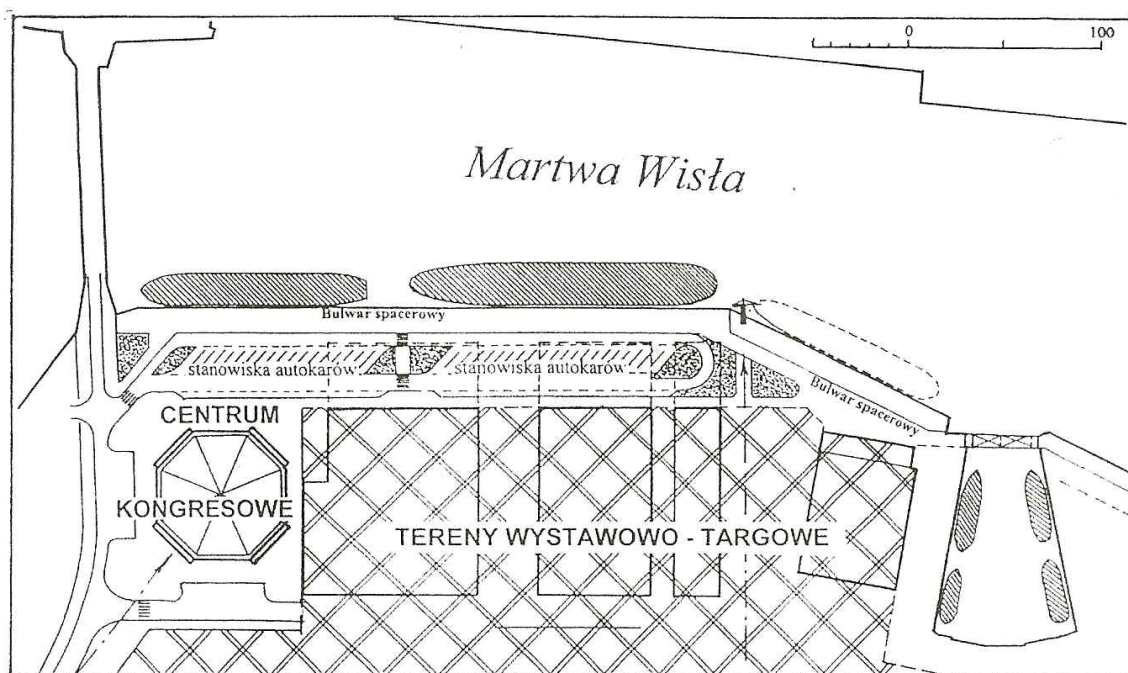 0 100
Martwa Wisła
Bulwar spacerowy
stanowiska autokarów stanowiska autokarów
Bulwar spacerowy
CENTRUM
KONGRESOWE
TERENY WYSTAWOWO - TARGOWE